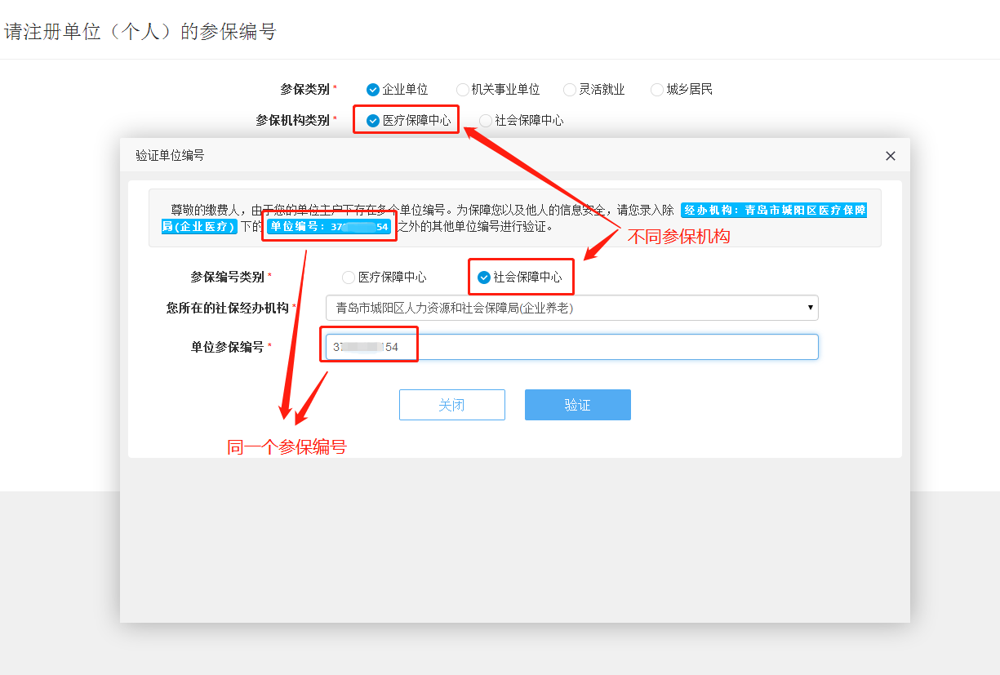 请注册单位（个人）的参保编号
参保类别* 企业单位 机关事业单位 灵活就业 城乡居民
参保机构类别* 医疗保障中心 社会保障中心
验证单位编号
尊敬的缴费人，由于您的单位主户下存在多个单位编号。为保障您以及他人的信息安全，请您录入除 经办机构：青岛市城阳区医疗保障
局(企业医疗) 下的 单位编号：37 54 之外的其他单位编号进行验证。
不同参保机构
参保编号类别* 医疗保障中心 社会保障中心
您所在的社保经办机构* 青岛市城阳区人力资源和社会保障局(企业养老)
单位参保编号* 37 154
关闭 验证
同一个参保编号